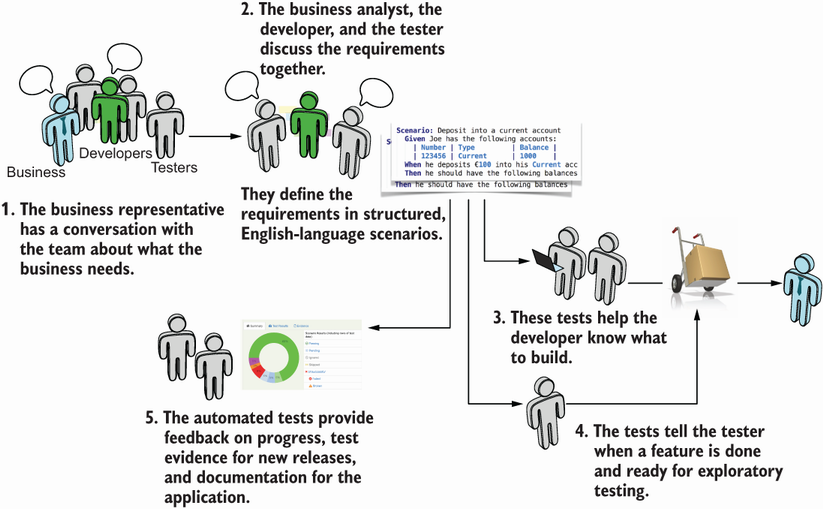 2. The business analyst, the
developer, and the tester
discuss the requirements
together.
Business
Developers
Testers
1. The business representative
has a conversation with
the team about what the
business needs.
They define the
requirements in structured,
English-language scenarios.
Scenario: Deposit into a current account
Given Joe has the following accounts:
| Number | Type | Balance |
| 123456 | Current | 1000 |
When he deposits €100 into his Current acc
Then he should have the following balances
Then he should have the following balances
3. These tests help the
developer know what
to build.
4. The tests tell the tester
when a feature is done
and ready for exploratory
testing.
5. The automated tests provide
feedback on progress, test
evidence for new releases,
and documentation for the
application.